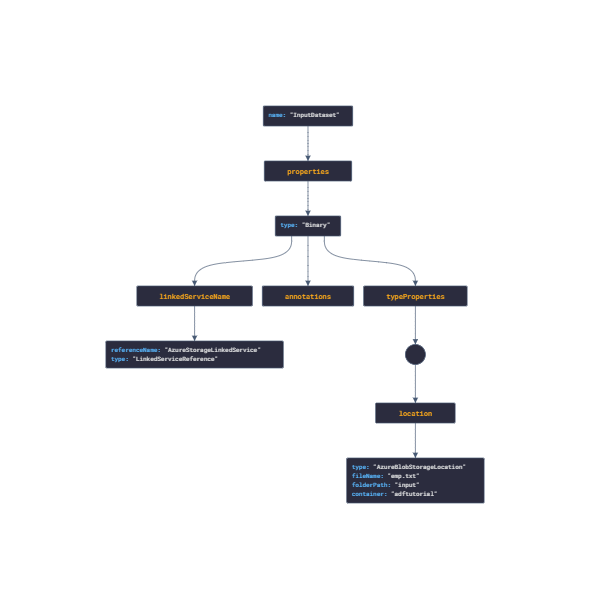 name: "InputDataset"
properties
type: "Binary"
linkedServiceName
annotations
typeProperties
referenceName: "AzureStorageLinkedService"
type: "LinkedServiceReference"
location
type: "AzureBlobStorageLocation"
fileName: "emp.txt"
folderPath: "input"
container: "adftutorial"